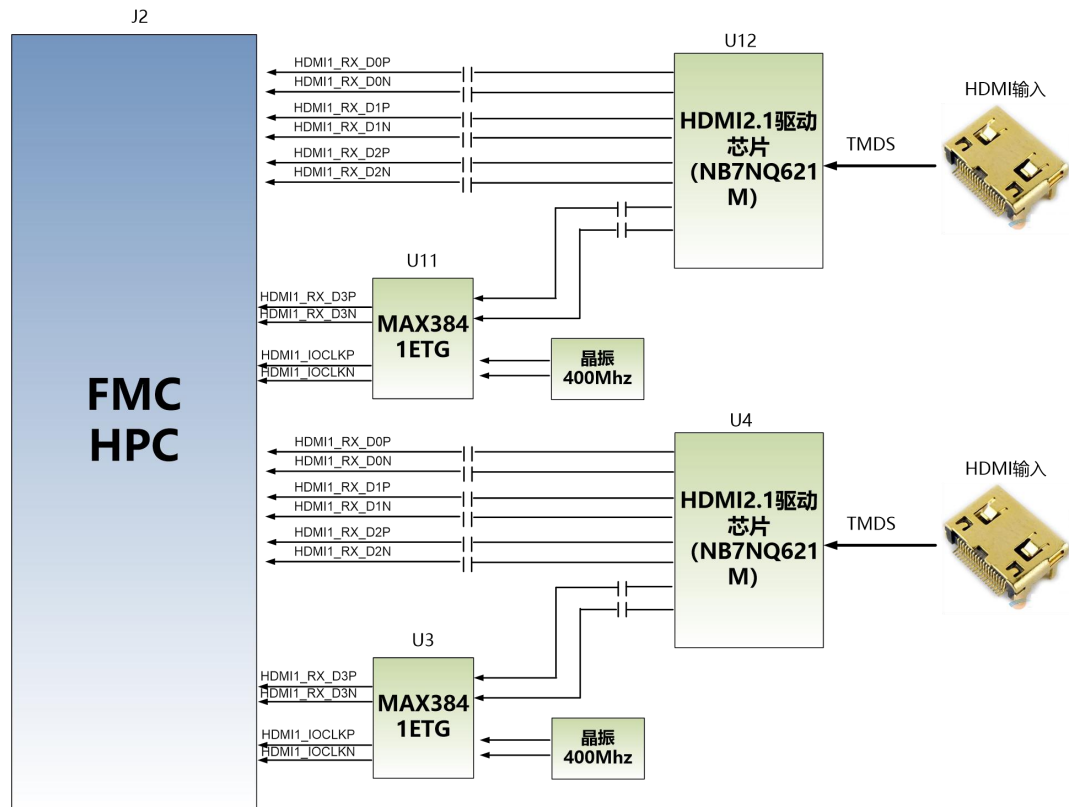 J2
FMC
HPC
HDMI1_RX_D0P
HDMI1_RX_D0N
HDMI1_RX_D1P
HDMI1_RX_D1N
HDMI1_RX_D2P
HDMI1_RX_D2N
U12
HDMI2.1驱动
芯片
（NB7NQ621
M）
TMDS
HDMI输入
U11
MAX384
1ETG
HDMI1_RX_D3P
HDMI1_RX_D3N
HDMI1_IOCLKP
HDMI1_IOCLKN
晶振
400Mhz
HDMI1_RX_D0P
HDMI1_RX_D0N
HDMI1_RX_D1P
HDMI1_RX_D1N
HDMI1_RX_D2P
HDMI1_RX_D2N
U4
HDMI2.1驱动
芯片
（NB7NQ621
M）
TMDS
HDMI输入
U3
MAX384
1ETG
HDMI1_RX_D3P
HDMI1_RX_D3N
HDMI1_IOCLKP
HDMI1_IOCLKN
晶振
400Mhz